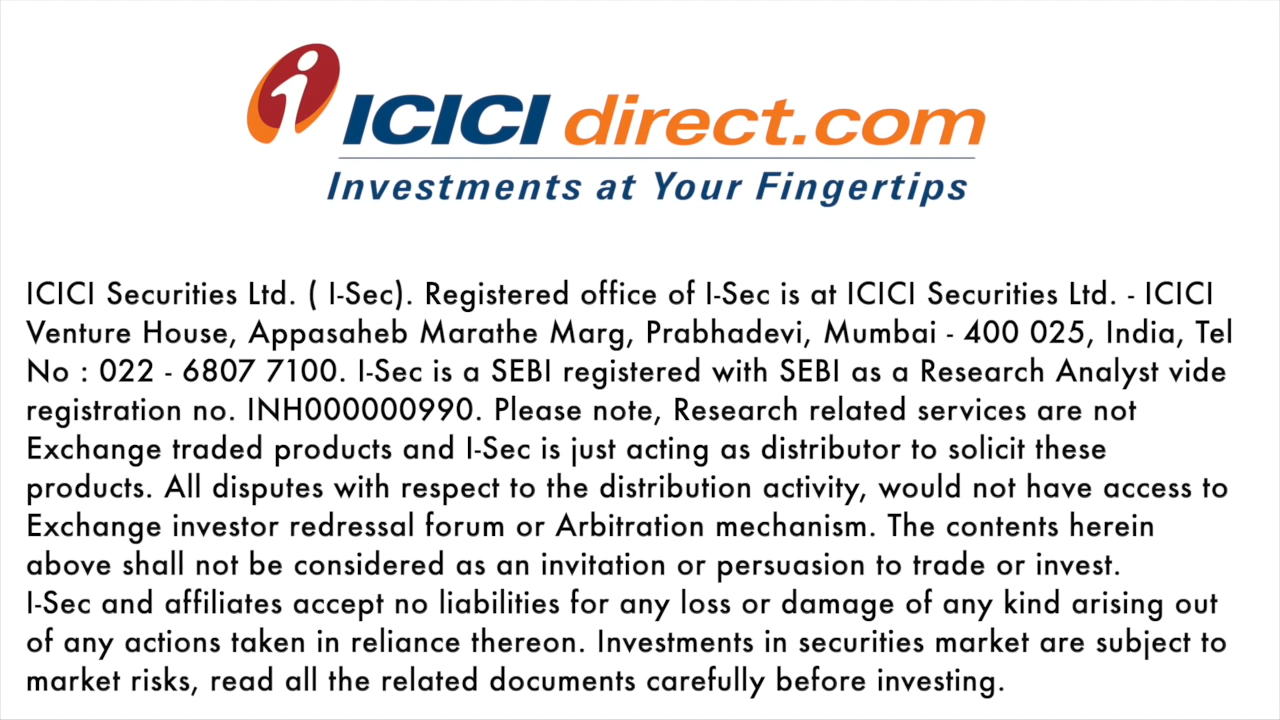 ICICI direct.com
Investments at Your Fingertips
ICICI Securities Ltd. ( I-Sec). Registered office of I-Sec is at ICICI Securities Ltd. - ICICI
Venture House, Appasaheb Marathe Marg, Prabhadevi, Mumbai - 400 025, India, Tel
No : 022 - 6807 7100. I-Sec is a SEBI registered with SEBI as a Research Analyst vide
registration no. INH000000990. Please note, Research related services are not
Exchange traded products and I-Sec is just acting as distributor to solicit these
products. All disputes with respect to the distribution activity, would not have access to
Exchange investor redressal forum or Arbitration mechanism. The contents herein
above shall not be considered as an invitation or persuasion to trade or invest.
I-Sec and affiliates accept no liabilities for any loss or damage of any kind arising out
of any actions taken in reliance thereon. Investments in securities market are subject to
market risks, read all the related documents carefully before investing.